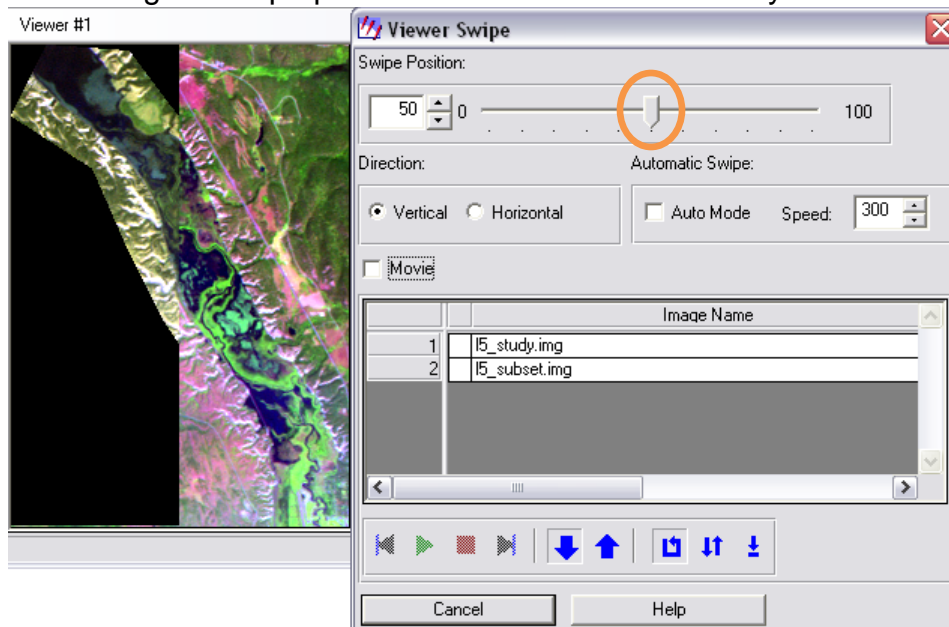 Viewer #1
Viewer Swipe
Swipe Position:
50 0 100
Direction: Automatic Swipe:
Vertical Horizontal Auto Mode Speed: 300
Movie
Image Name
1 l5_study.img
2 l5_subset.img
Cancel Help